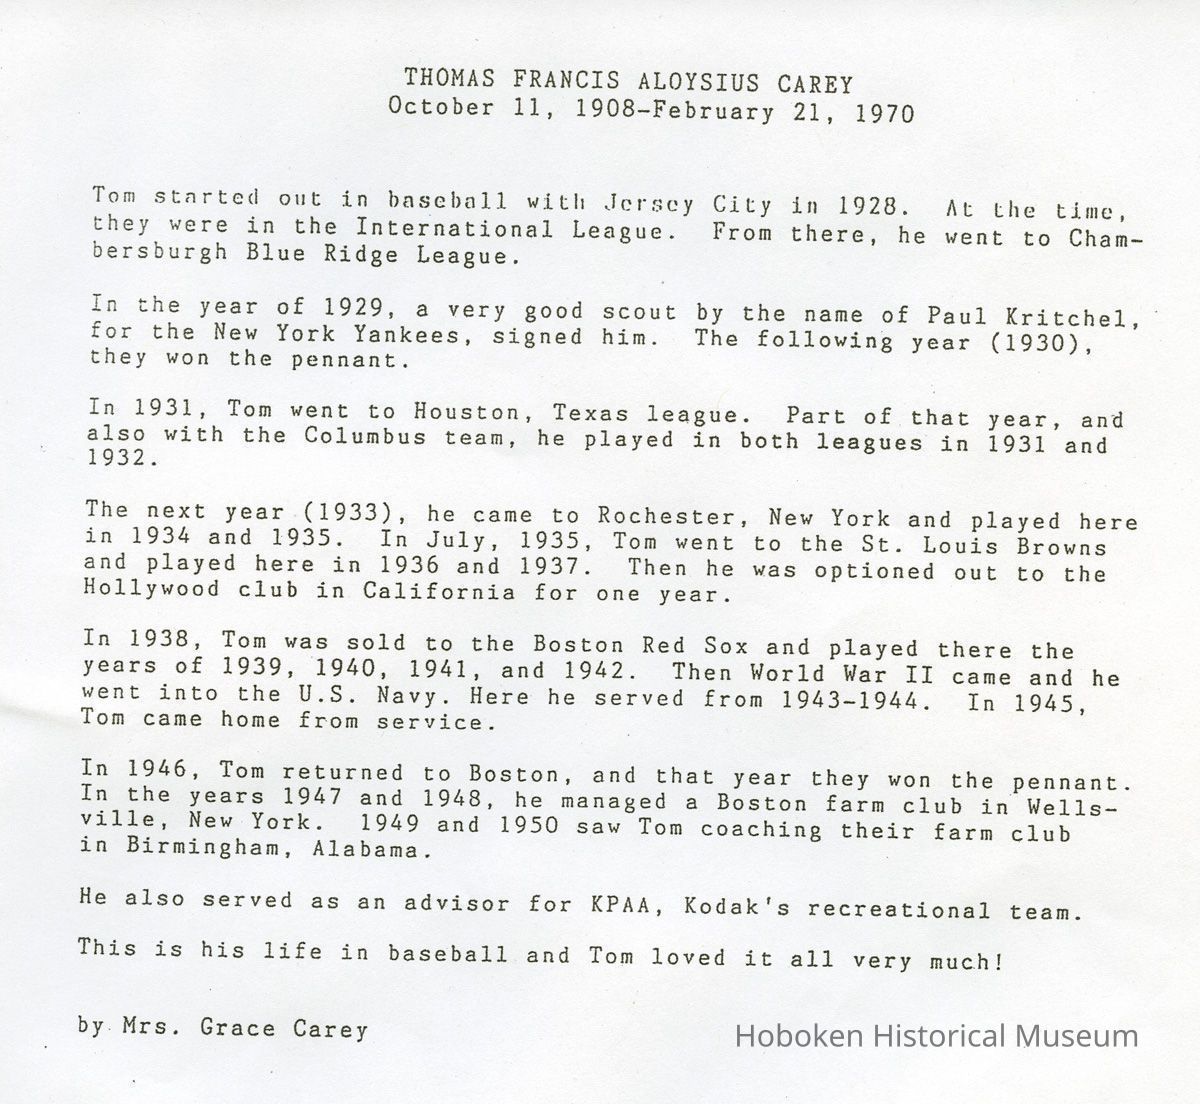 THOMAS FRANCIS ALOYSIUS CAREY
October 11, 1908-February 21, 1970
Tom started out in baseball with Jersey City in 1928. At the time,
they were in the International League. From there, he went to Cham-
bersburgh Blue Ridge League.
In the year of 1929, a very good scout by the name of Paul Kritchel,
for the New York Yankees, signed him. The following year (1930),
they won the pennant.
In 1931, Tom went to Houston, Texas league. Part of that year, and
also with the Columbus team, he played in both leagues in 1931 and
1932.
The next year (1933), he came to Rochester, New York and played here
in 1934 and 1935. In July, 1935, Tom went to the St. Louis Browns
and played here in 1936 and 1937. Then he was optioned out to the
Hollywood club in California for one year.
In 1938, Tom was sold to the Boston Red Sox and played there the
years of 1939, 1940, 1941, and 1942. Then World War II came and he
went into the U.S. Navy. Here he served from 1943-1944. In 1945,
Tom came home from service.
In 1946, Tom returned to Boston, and that year they won the pennant.
In the years 1947 and 1948, he managed a Boston farm club in Wells-
ville, New York. 1949 and 1950 saw Tom coaching their farm club
in Birmingham, Alabama.
He also served as an advisor for KPAA, Kodak's recreational team.
This is his life in baseball and Tom loved it all very much!
by Mrs. Grace Carey
Hoboken Historical Museum